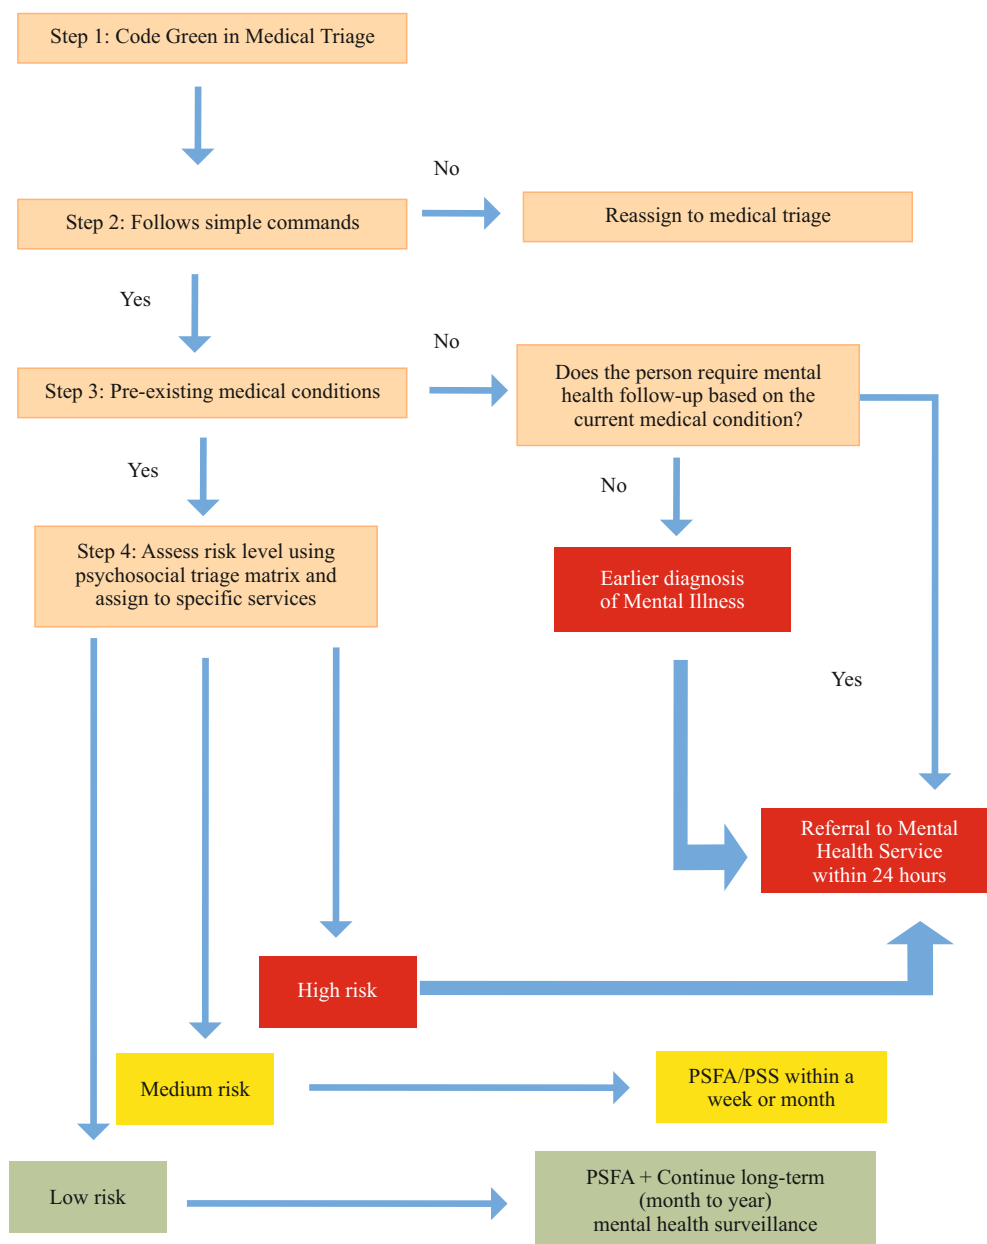 Step 1: Code Green in Medical Triage
No
Step 2: Follows simple commands
Reassign to medical triage
Yes
No
Step 3: Pre-existing medical conditions
Does the person require mental
health follow-up based on the
current medical condition?
Yes
No
Step 4: Assess risk level using
psychosocial triage matrix and
assign to specific services
Earlier diagnosis
of Mental Illness
Yes
Referral to Mental
Health Service
within 24 hours
High risk
Medium risk
PSFA/PSS within a
week or month
Low risk
PSFA + Continue long-term
(month to year)
mental health surveillance